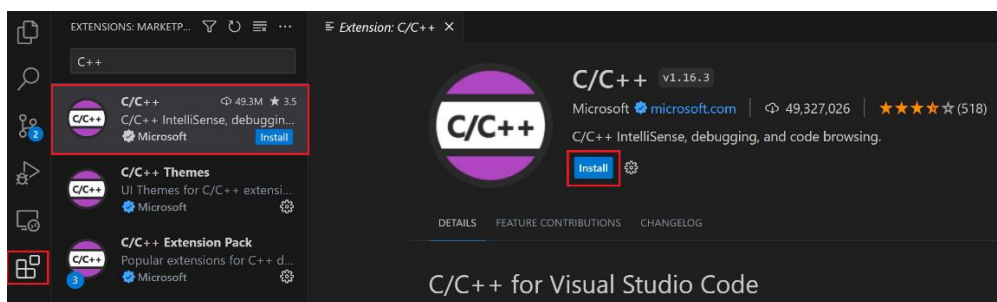 EXTENSIONS: MARKETP...
C++
C/C++ 49.3M ★ 3.5
C/C++ IntelliSense, debuggin...
Microsoft Install
C/C++
C/C++ Themes
UI Themes for C/C++ extensi...
Microsoft
C/C++
C/C++ Extension Pack
Popular extensions for C++ d...
Microsoft
C/C++
3
2
Extension: C/C++ ×
C/C++
C/C++ v1.16.3
Microsoft microsoft.com | 49,327,026 | ★★★★☆(518)
C/C++ IntelliSense, debugging, and code browsing.
Install
DETAILS FEATURE CONTRIBUTIONS CHANGELOG
C/C++ for Visual Studio Code